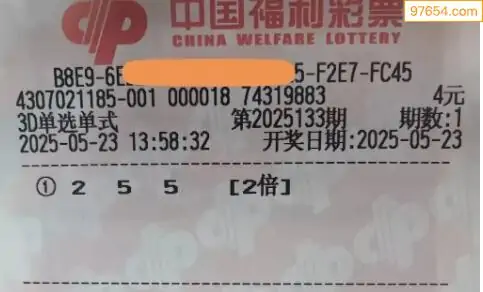 97654.com
中国福利彩票
CHINA WELFARE LOTTERY
B8E9-6E 5-F2E7-FC45
4307021185-001 000018 74319883 4元
3D单选单式 第2025133期 期数:1
2025-05-23 13:58:32 开奖日期:2025-05-23
① 2 5 5 [2倍]